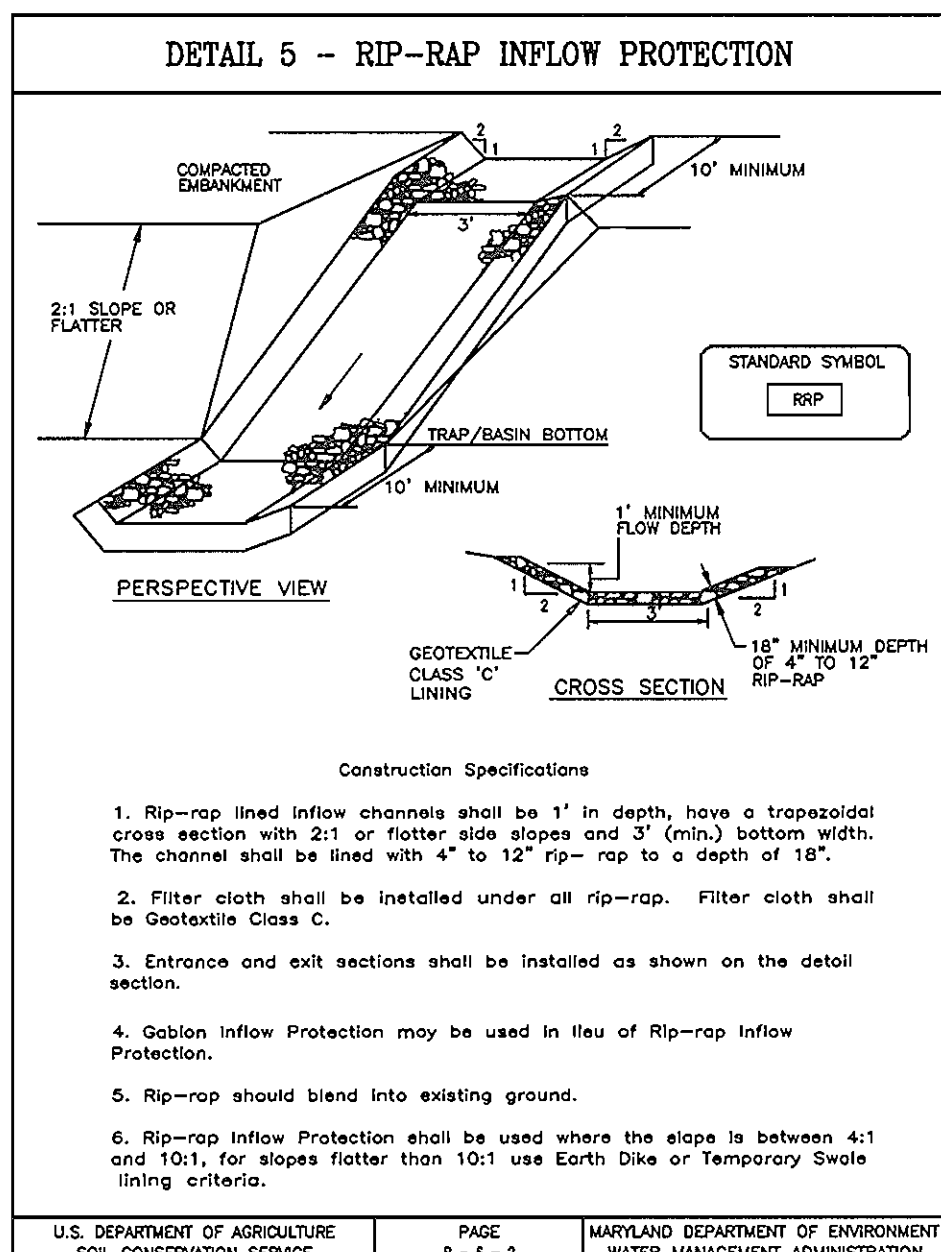 DETAIL 5 – RIP–RAP INFLOW PROTECTION
2
1
1
2
COMPACTED
EMBANKMENT
10' MINIMUM
3'
2:1 SLOPE OR
FLATTER
STANDARD SYMBOL
RRP
TRAP/BASIN BOTTOM
10' MINIMUM
1' MINIMUM
FLOW DEPTH
PERSPECTIVE VIEW
1
2
3'
1
2
GEOTEXTILE
CLASS 'C'
LINING
18" MINIMUM DEPTH
OF 4" TO 12"
RIP–RAP
CROSS SECTION
Construction Specifications
1. Rip–rap lined inflow channels shall be 1' in depth, have a trapezoidal
cross section with 2:1 or flatter side slopes and 3' (min.) bottom width.
The channel shall be lined with 4" to 12" rip– rap to a depth of 18".
2. Filter cloth shall be installed under all rip–rap. Filter cloth shall
be Geotextile Class C.
3. Entrance and exit sections shall be installed as shown on the detail
section.
4. Gabion Inflow Protection may be used in lieu of Rip–rap Inflow
Protection.
5. Rip–rap should blend into existing ground.
6. Rip–rap Inflow Protection shall be used where the slope is between 4:1
and 10:1, for slopes flatter than 10:1 use Earth Dike or Temporary Swale
lining criteria.
U.S. DEPARTMENT OF AGRICULTURE
SOIL CONSERVATION SERVICE
PAGE
MARYLAND DEPARTMENT OF ENVIRONMENT
WATER MANAGEMENT ADMINISTRATION